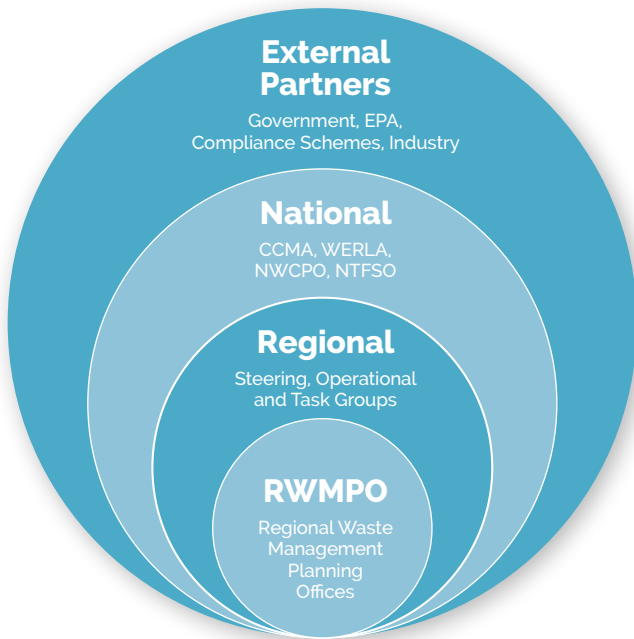 External
Partners
Government, EPA,
Compliance Schemes, Industry
National
CCMA, WERLA,
NWCPO, NTFSO
Regional
Steering, Operational
and Task Groups
RWMPO
Regional Waste
Management
Planning
Offices